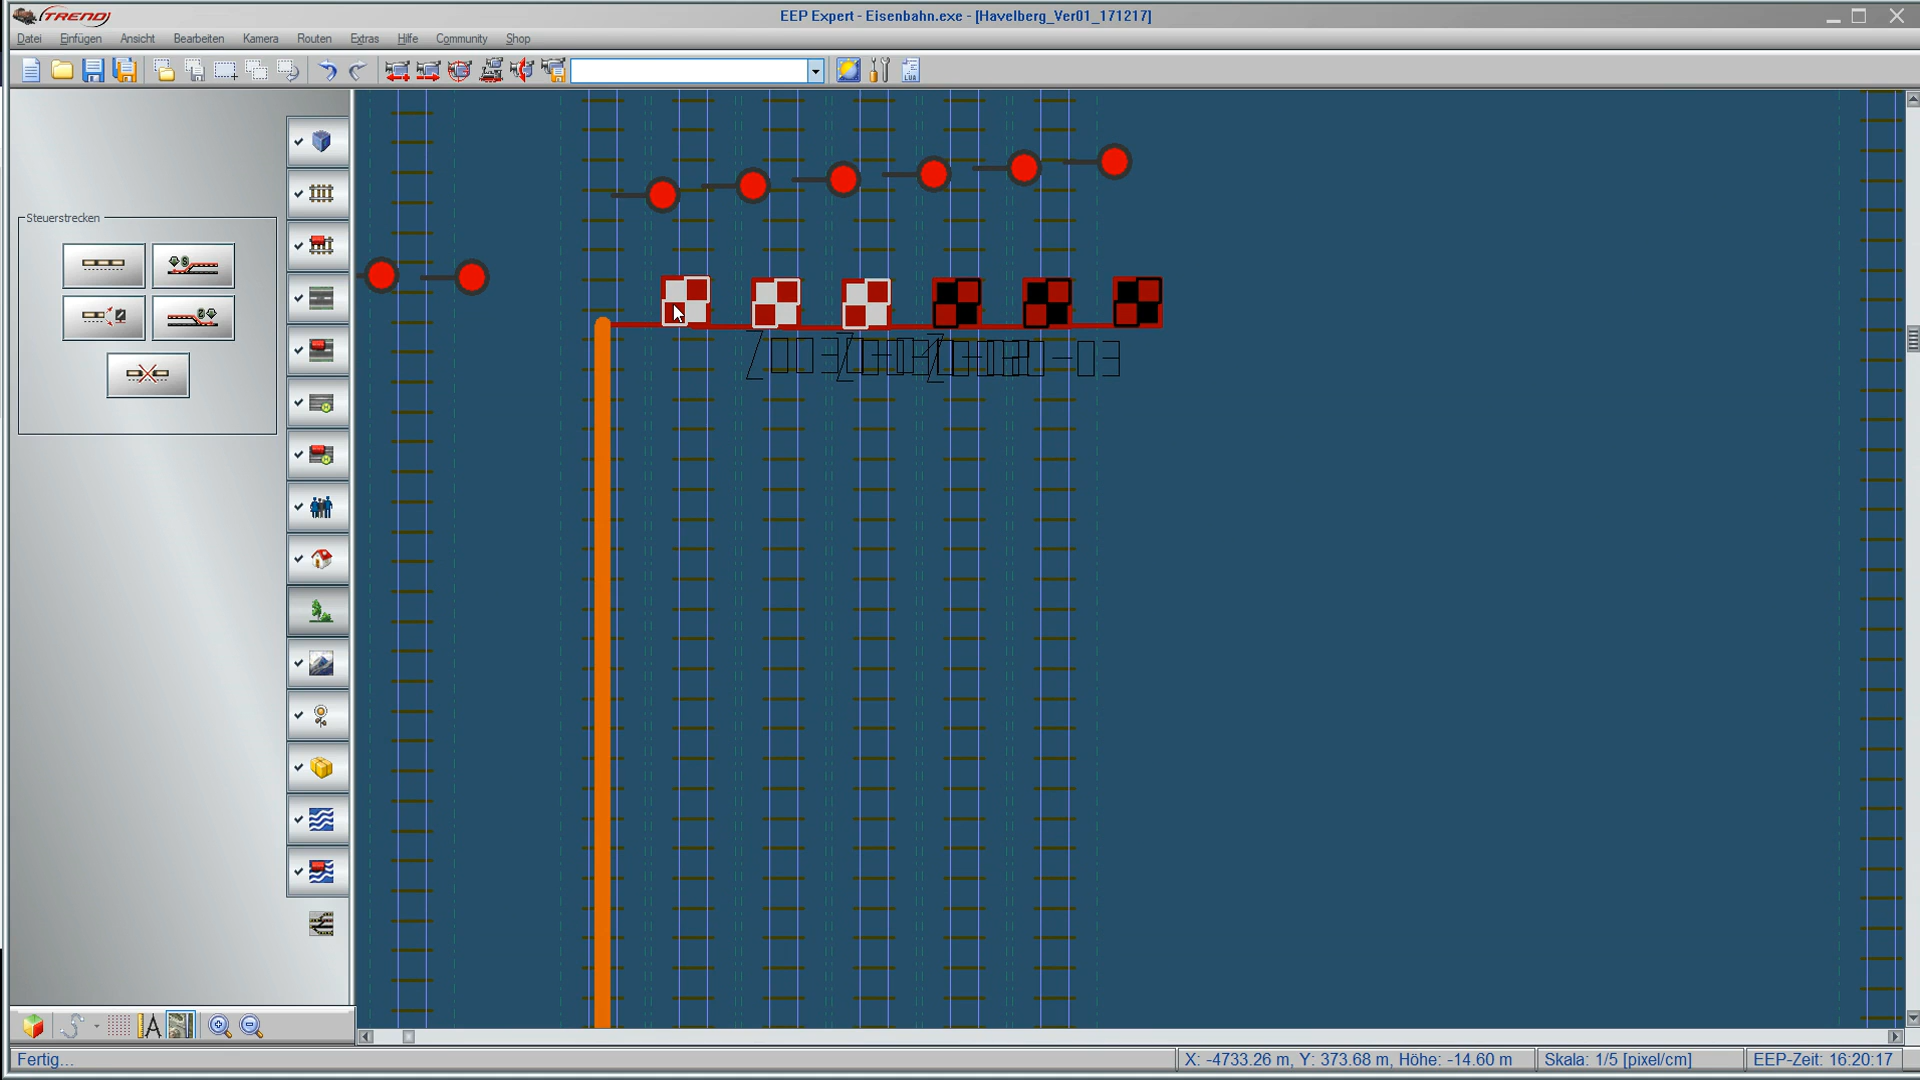 TREND
EEP Expert - Eisenbahn.exe - [Havelberg_Ver01_171217]
Datei Einfügen Ansicht Bearbeiten Kamera Routen Extras Hilfe Community Shop
LUA
Steuerstrecken
Fertig...
X: -4733.26 m, Y: 373.68 m, Höhe: -14.60 m
Skala: 1/5 [pixel/cm]
EEP-Zeit: 16:20:17